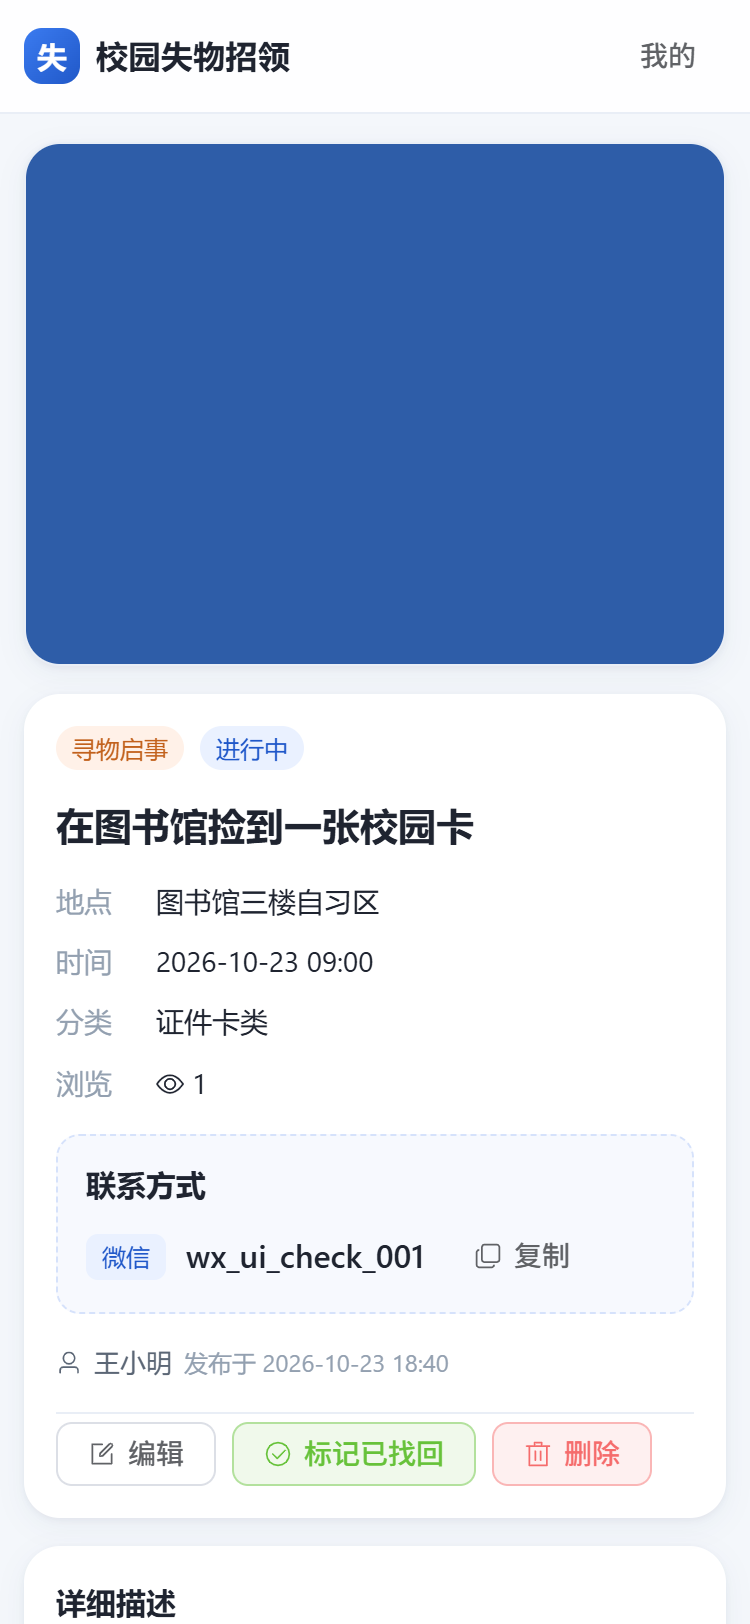 失 校园失物招领 我的
寻物启事 进行中
在图书馆捡到一张校园卡
地点 图书馆三楼自习区
时间 2026-10-23 09:00
分类 证件卡类
浏览 1
联系方式
微信 wx_ui_check_001 复制
王小明 发布于 2026-10-23 18:40
编辑 标记已找回 删除
详细描述